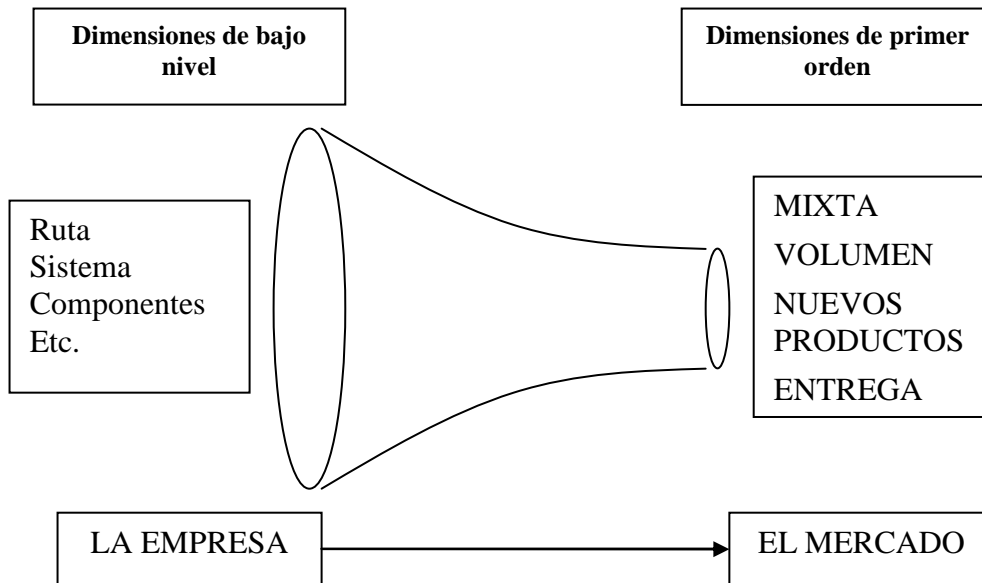 Dimensiones de bajo
nivel
Dimensiones de primer
orden
Ruta
Sistema
Componentes
Etc.
MIXTA
VOLUMEN
NUEVOS
PRODUCTOS
ENTREGA
LA EMPRESA
EL MERCADO